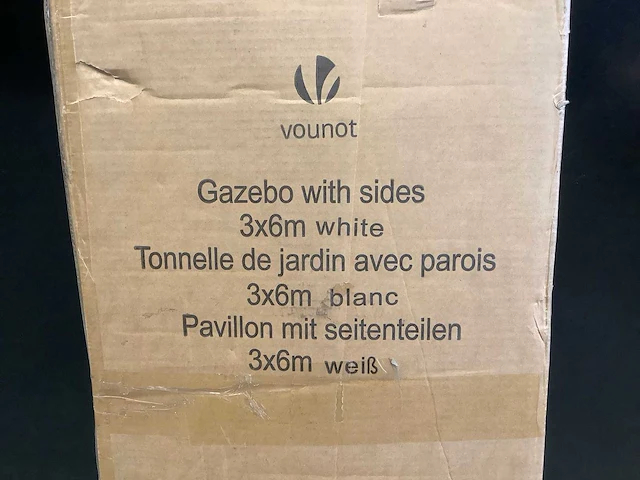 vounot
Gazebo with sides
3x6m white
Tonnelle de jardin avec parois
3x6m blanc
Pavillon mit seitenteilen
3x6m weiß